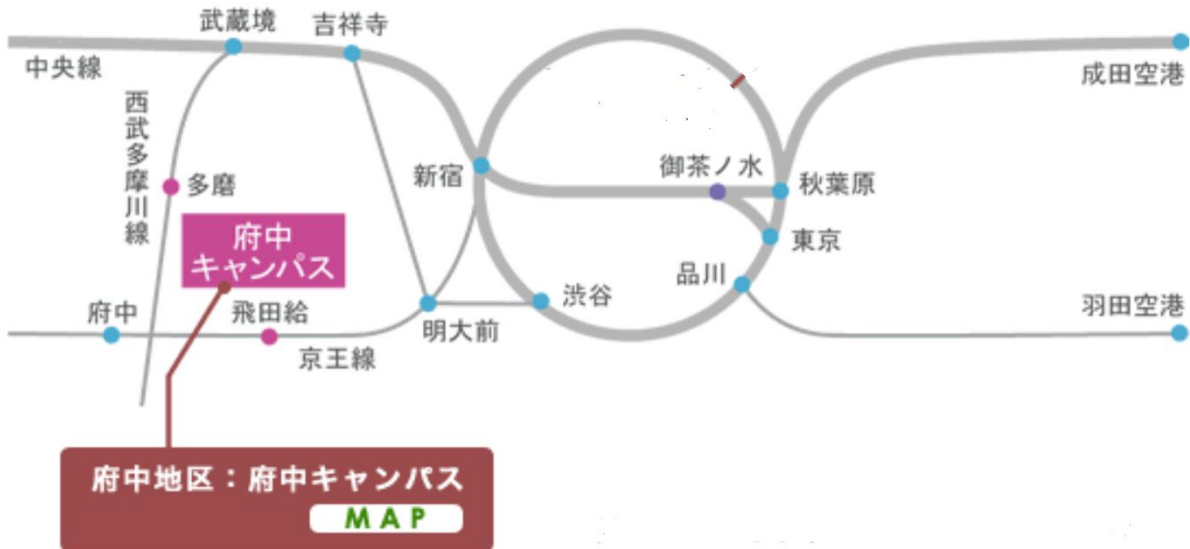 武蔵境
吉祥寺
中央線
成田空港
西武多摩川線
新宿
御茶ノ水
秋葉原
多磨
府中
キャンパス
東京
品川
渋谷
府中
飛田給
明大前
羽田空港
京王線
府中地区：府中キャンパス
MAP